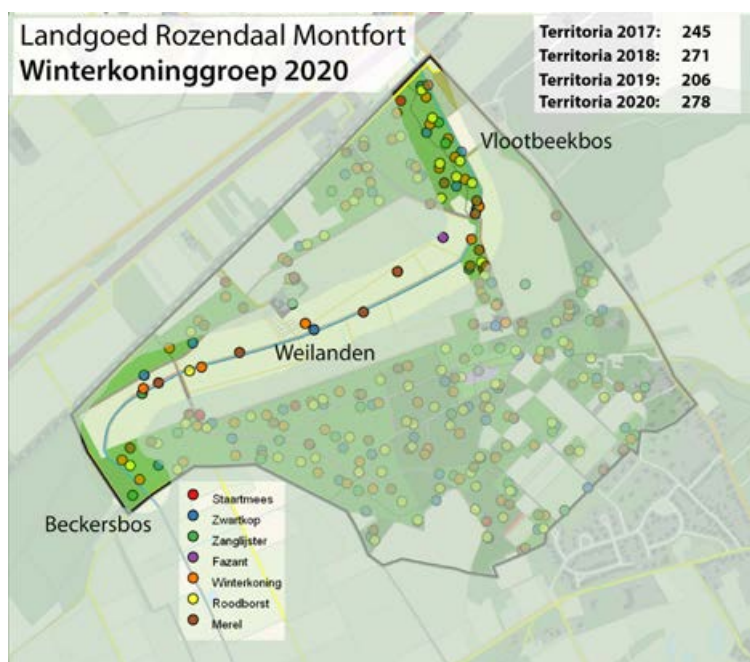 Landgoed Rozendaal Montfort
Winterkoninggroep 2020
Territoria 2017: 245
Territoria 2018: 271
Territoria 2019: 206
Territoria 2020: 278
Vlootbeekbos
Weilanden
Beckersbos
Staartmees
Zwartkop
Zanglijster
Fazant
Winterkoning
Roodborst
Merel